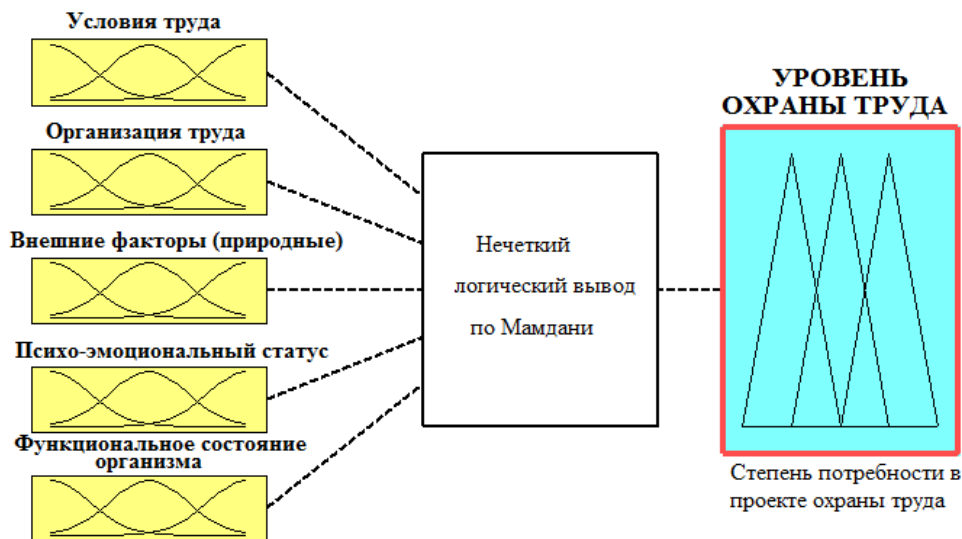 Условия труда
Организация труда
Внешние факторы (природные)
Психо-эмоциональный статус
Функциональное состояние
организма
Нечеткий
логический вывод
по Мамдани
УРОВЕНЬ
ОХРАНЫ ТРУДА
Степень потребности в
проекте охраны труда